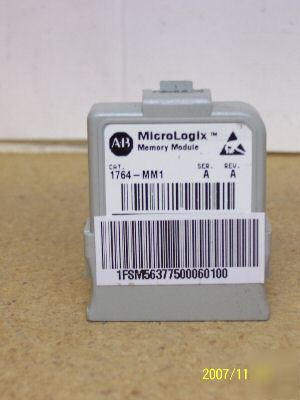 AB MicroLogix™
Memory Module
CAT. SER. REV.
1764-MM1 A A
1FSM56377500060100
2007/11